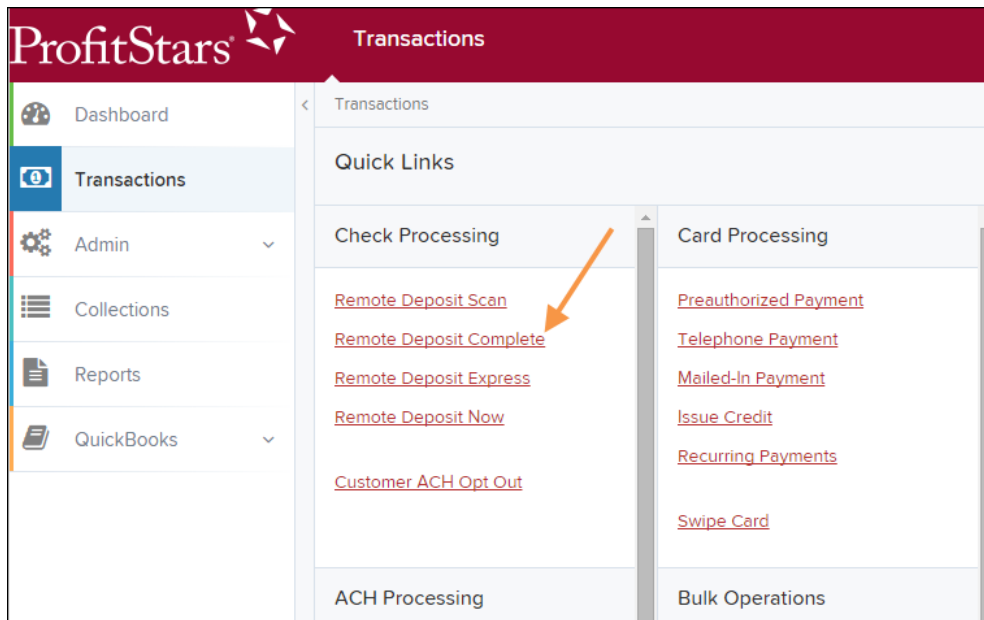 ProfitStars®
Transactions
Dashboard
Transactions
Admin
Collections
Reports
QuickBooks
Transactions
Quick Links
Check Processing
Remote Deposit Scan
Remote Deposit Complete
Remote Deposit Express
Remote Deposit Now
Customer ACH Opt Out
Card Processing
Preauthorized Payment
Telephone Payment
Mailed-In Payment
Issue Credit
Recurring Payments
Swipe Card
ACH Processing
Bulk Operations